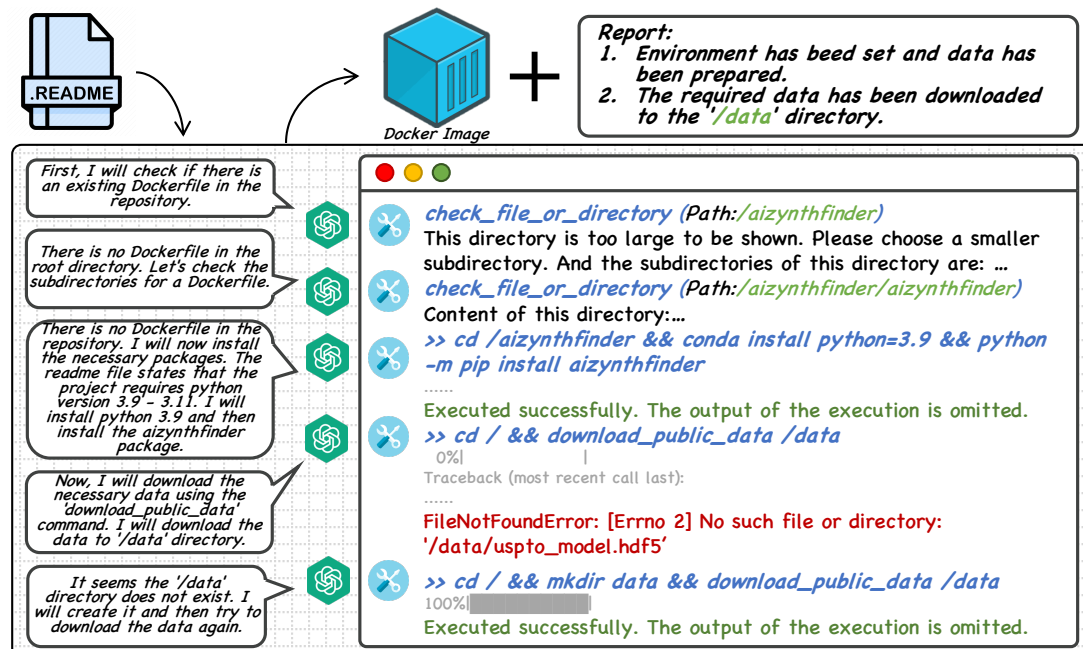 .README
Docker Image
Report:
1. Environment has beed set and data has
been prepared.
2. The required data has been downloaded
to the '/data' directory.
First, I will check if there is
an existing Dockerfile in the
repository.
There is no Dockerfile in the
root directory. Let's check the
subdirectories for a Dockerfile.
There is no Dockerfile in the
repository. I will now install
the necessary packages. The
readme file states that the
project requires python
version 3.9 – 3.11. I will
install python 3.9 and then
install the aizynthfinder
package.
Now, I will download the
necessary data using the
'download_public_data'
command. I will download the
data to '/data' directory.
It seems the '/data'
directory does not exist. I
will create it and then try to
download the data again.
check_file_or_directory (Path:/aizynthfinder)
This directory is too large to be shown. Please choose a smaller
subdirectory. And the subdirectories of this directory are: ...
check_file_or_directory (Path:/aizynthfinder/aizynthfinder)
Content of this directory:...
>> cd /aizynthfinder && conda install python=3.9 && python
-m pip install aizynthfinder
......
Executed successfully. The output of the execution is omitted.
>> cd / && download_public_data /data
0%| |
Traceback (most recent call last):
......
FileNotFoundError: [Errno 2] No such file or directory:
'/data/uspto_model.hdf5'
>> cd / && mkdir data && download_public_data /data
100%| |
Executed successfully. The output of the execution is omitted.